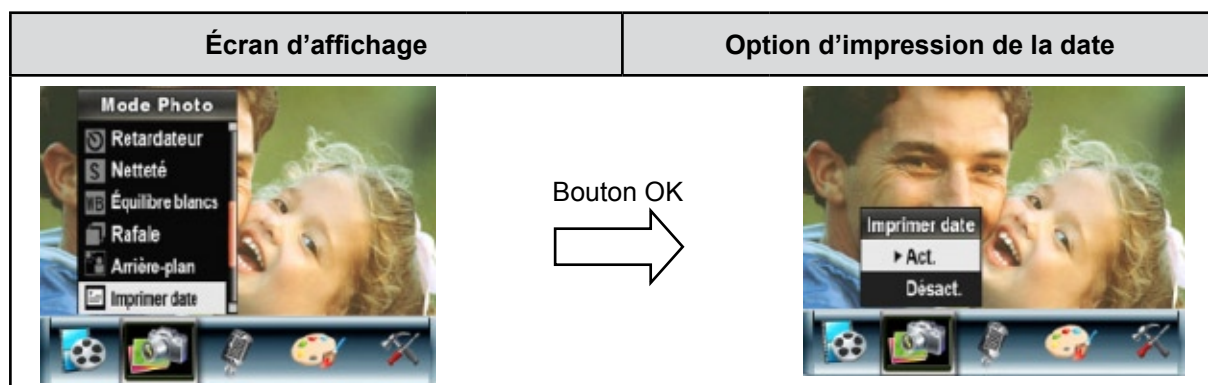 Écran d’affichage
Option d’impression de la date
Mode Photo
Retardateur
S Netteté
WB Équilibre blancs
Rafale
Arrière-plan
Imprimer date
Bouton OK
Imprimer date
Act.
Désact.